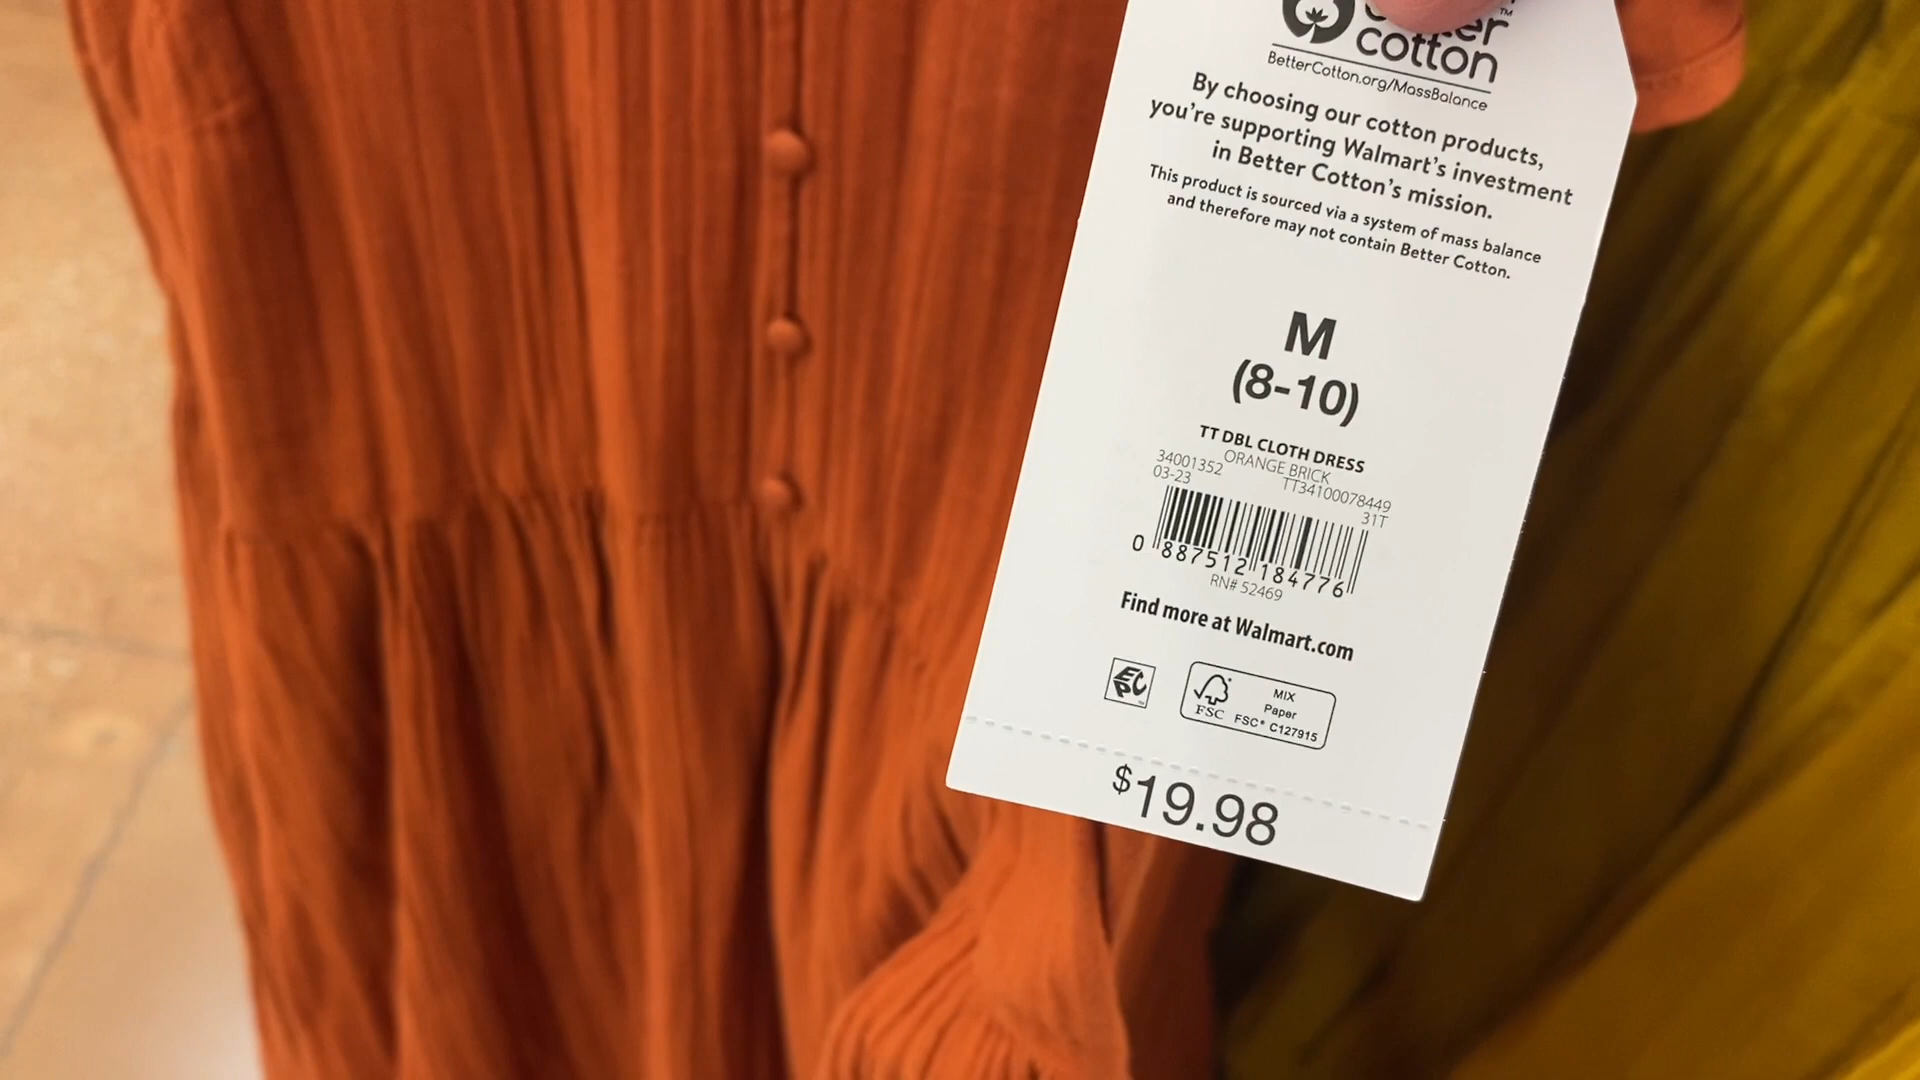 cotton
BetterCotton.org/MassBalance
By choosing our cotton products,
you're supporting Walmart's investment
in Better Cotton's mission.
This product is sourced via a system of mass balance
and therefore may not contain Better Cotton.
M
(8-10)
TT DBL CLOTH DRESS
34001352 ORANGE BRICK
03-23 TT34100078449
31T
0 887512 184776
RN# 52469
Find more at Walmart.com
EPC
FSC MIX
Paper
FSC® C127915
$19.98